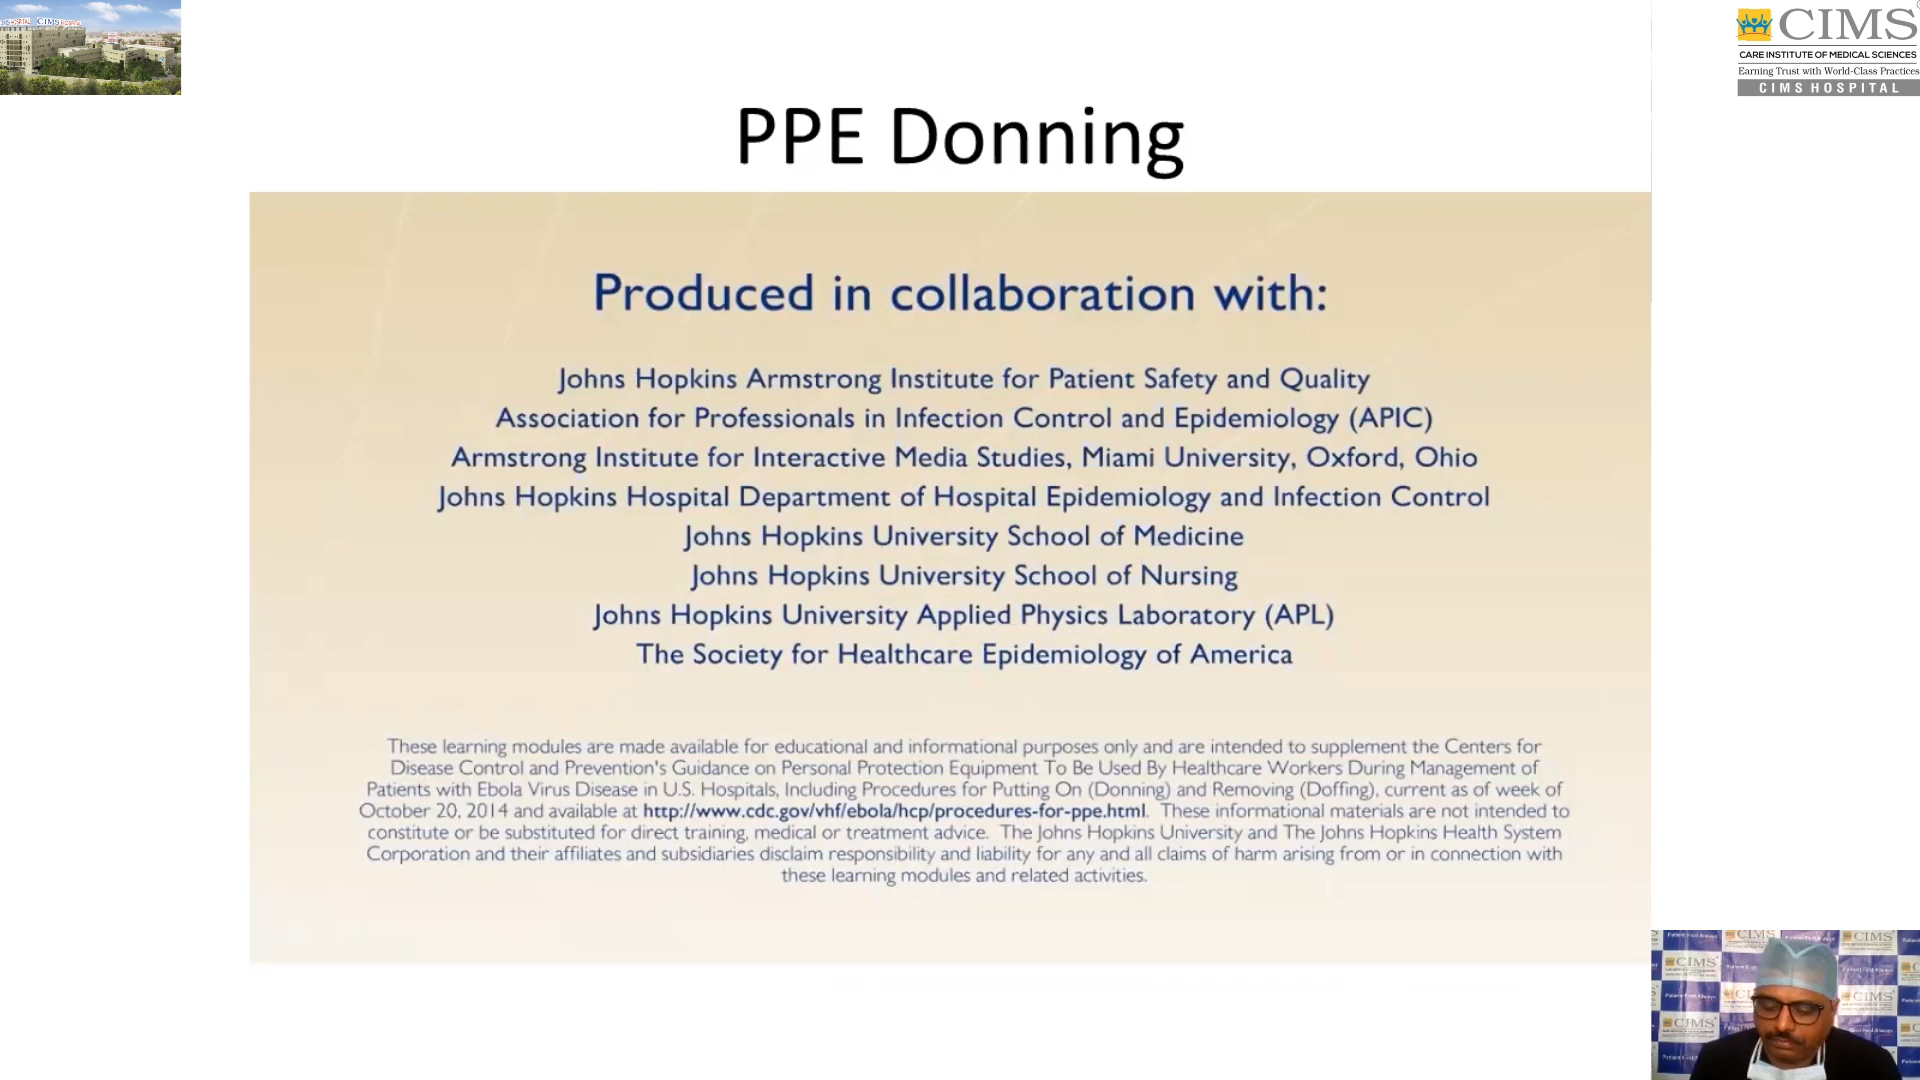 CIMS
CARE INSTITUTE OF MEDICAL SCIENCES
Earning Trust with World-Class Practices
CIMS HOSPITAL
PPE Donning
Produced in collaboration with:
Johns Hopkins Armstrong Institute for Patient Safety and Quality
Association for Professionals in Infection Control and Epidemiology (APIC)
Armstrong Institute for Interactive Media Studies, Miami University, Oxford, Ohio
Johns Hopkins Hospital Department of Hospital Epidemiology and Infection Control
Johns Hopkins University School of Medicine
Johns Hopkins University School of Nursing
Johns Hopkins University Applied Physics Laboratory (APL)
The Society for Healthcare Epidemiology of America
These learning modules are made available for educational and informational purposes only and are intended to supplement the Centers for
Disease Control and Prevention's Guidance on Personal Protection Equipment To Be Used By Healthcare Workers During Management of
Patients with Ebola Virus Disease in U.S. Hospitals, Including Procedures for Putting On (Donning) and Removing (Doffing), current as of week of
October 20, 2014 and available at http://www.cdc.gov/vhf/ebola/hcp/procedures-for-ppe.html. These informational materials are not intended to
constitute or be substituted for direct training, medical or treatment advice. The Johns Hopkins University and The Johns Hopkins Health System
Corporation and their affiliates and subsidiaries disclaim responsibility and liability for any and all claims of harm arising from or in connection with
these learning modules and related activities.
CIMS
CIMS
CIMS
CIMS
CIMS